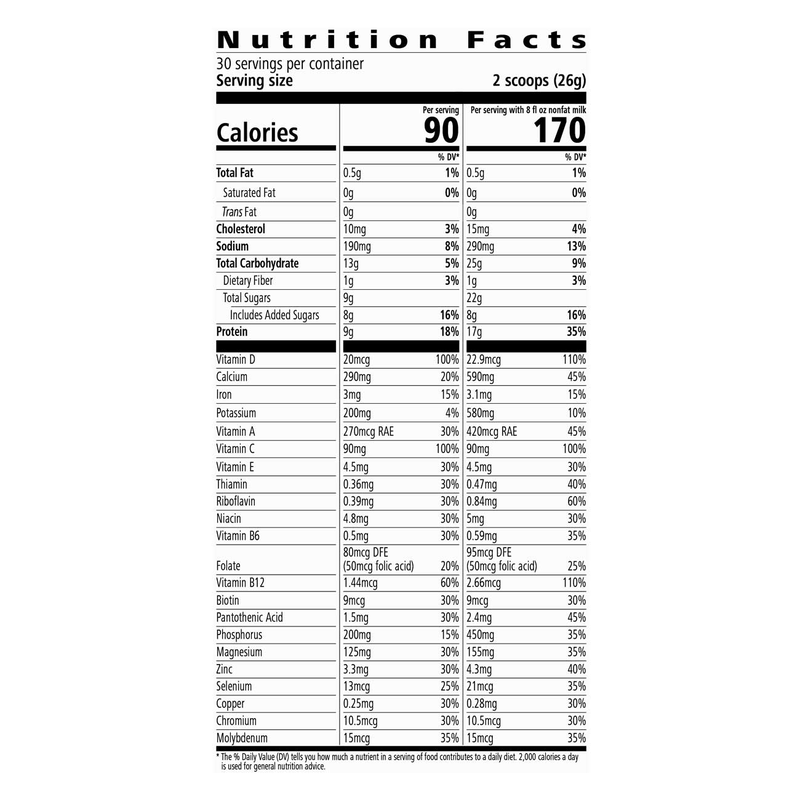 Nutrition Facts
30 servings per container
Serving size 2 scoops (26g)
Per serving Per serving with 8 fl oz nonfat milk
Calories 90 170
% DV* % DV*
Total Fat 0.5g 1% 0.5g 1%
Saturated Fat 0g 0% 0g 0%
Trans Fat 0g 0g
Cholesterol 10mg 3% 15mg 4%
Sodium 190mg 8% 290mg 13%
Total Carbohydrate 13g 5% 25g 9%
Dietary Fiber 1g 3% 1g 3%
Total Sugars 9g 22g
Includes Added Sugars 8g 16% 8g 16%
Protein 9g 18% 17g 35%
Vitamin D 20mcg 100% 22.9mcg 110%
Calcium 290mg 20% 590mg 45%
Iron 3mg 15% 3.1mg 15%
Potassium 200mg 4% 580mg 10%
Vitamin A 270mcg RAE 30% 420mcg RAE 45%
Vitamin C 90mg 100% 90mg 100%
Vitamin E 4.5mg 30% 4.5mg 30%
Thiamin 0.36mg 30% 0.47mg 40%
Riboflavin 0.39mg 30% 0.84mg 60%
Niacin 4.8mg 30% 5mg 30%
Vitamin B6 0.5mg 30% 0.59mg 35%
80mcg DFE 95mcg DFE
Folate (50mcg folic acid) 20% (50mcg folic acid) 25%
Vitamin B12 1.44mcg 60% 2.66mcg 110%
Biotin 9mcg 30% 9mcg 30%
Pantothenic Acid 1.5mg 30% 2.4mg 45%
Phosphorus 200mg 15% 450mg 35%
Magnesium 125mg 30% 155mg 35%
Zinc 3.3mg 30% 4.3mg 40%
Selenium 13mcg 25% 21mcg 35%
Copper 0.25mg 30% 0.28mg 30%
Chromium 10.5mcg 30% 10.5mcg 30%
Molybdenum 15mcg 35% 15mcg 35%
* The % Daily Value (DV) tells you how much a nutrient in a serving of food contributes to a daily diet. 2,000 calories a day
is used for general nutrition advice.